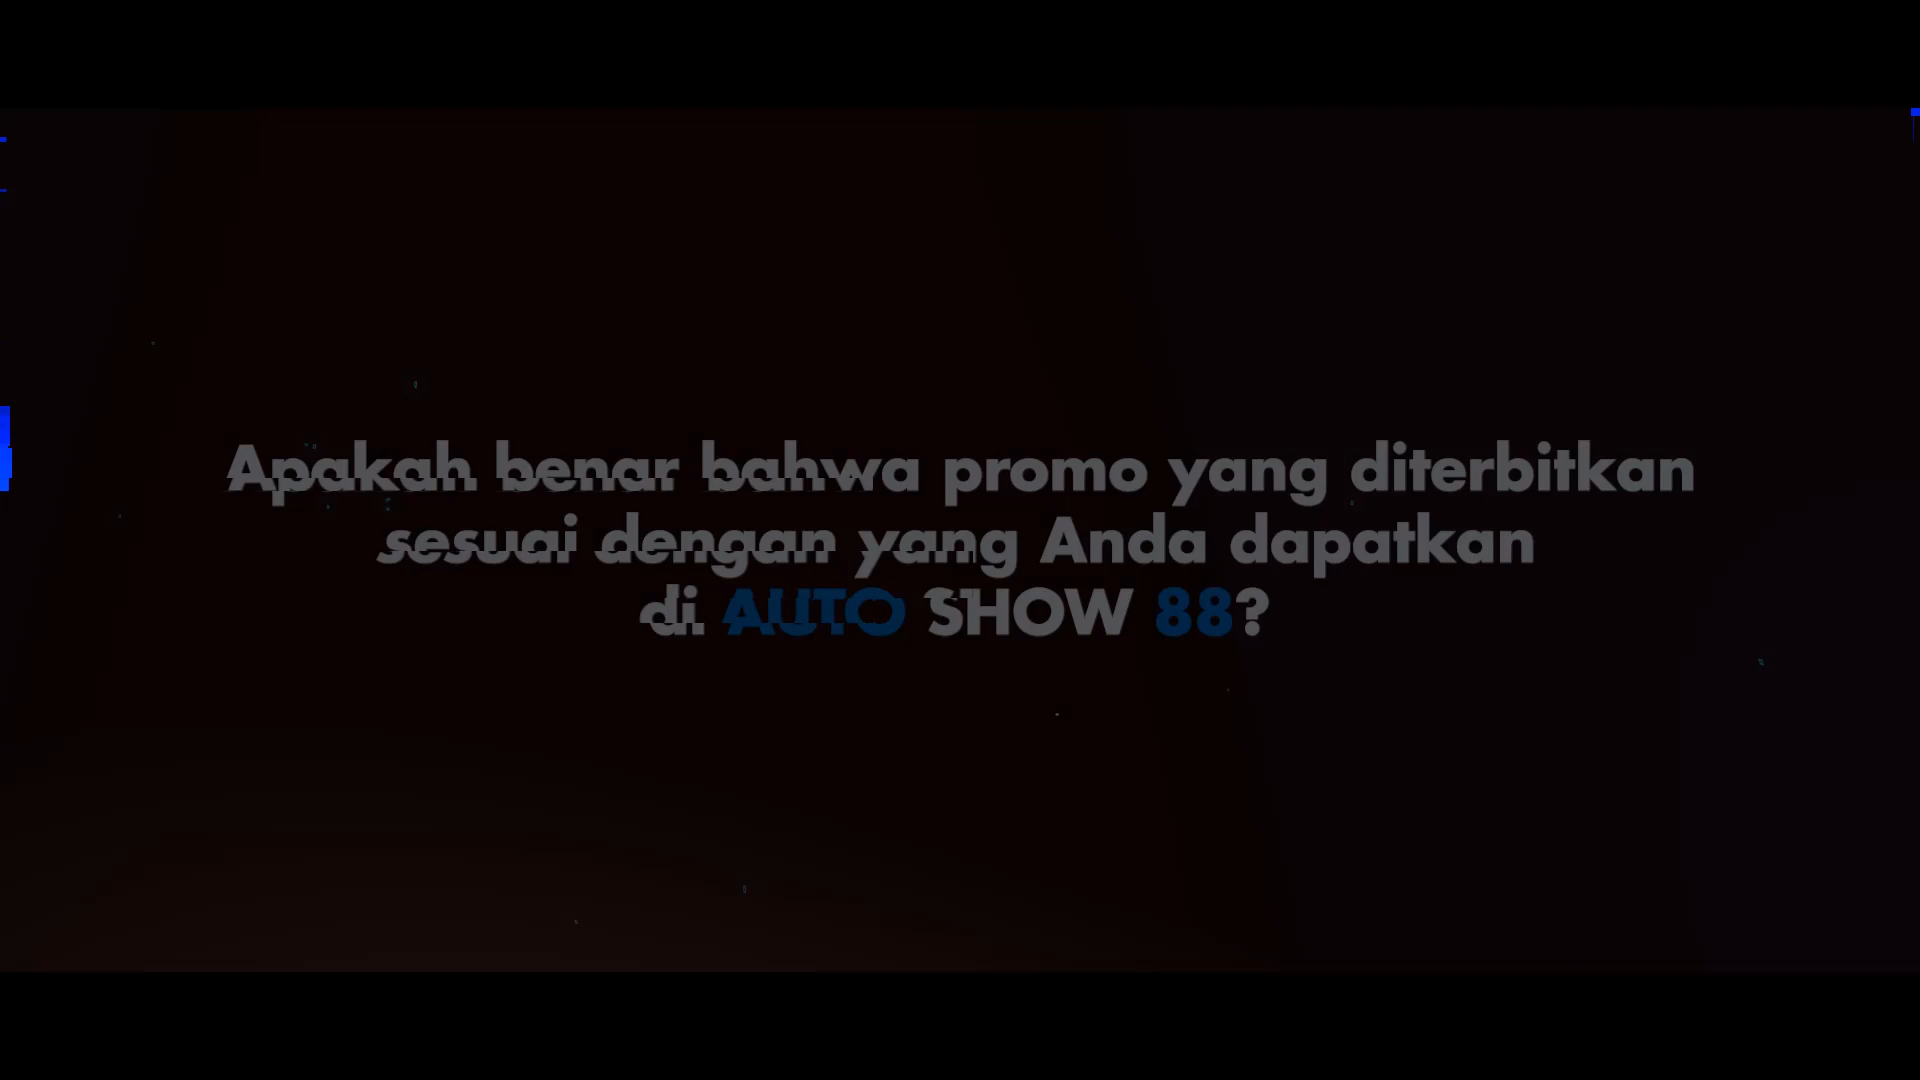 Apakah benar bahwa promo yang diterbitkan
sesuai dengan yang Anda dapatkan
di AUTO SHOW 88?